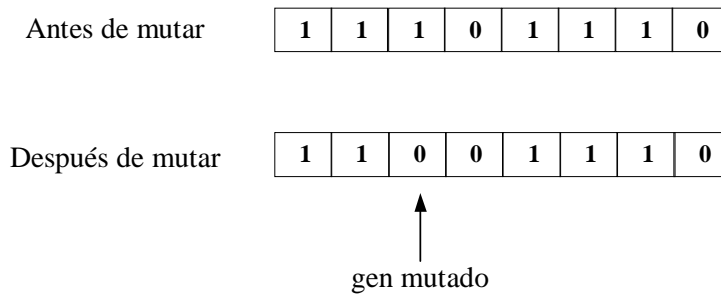 Antes de mutar 1 1 1 0 1 1 1 0
Después de mutar 1 1 0 0 1 1 1 0
gen mutado